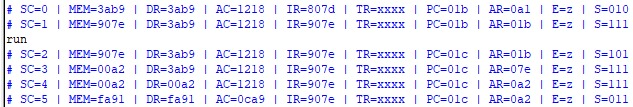 # SC=0 | MEM=3ab9 | DR=3ab9 | AC=1218 | IR=807d | TR=xxxx | PC=01b | AR=0a1 | E=z | S=010
# SC=1 | MEM=907e | DR=3ab9 | AC=1218 | IR=907e | TR=xxxx | PC=01b | AR=01b | E=z | S=111
run
# SC=2 | MEM=907e | DR=3ab9 | AC=1218 | IR=907e | TR=xxxx | PC=01c | AR=01b | E=z | S=101
# SC=3 | MEM=00a2 | DR=3ab9 | AC=1218 | IR=907e | TR=xxxx | PC=01c | AR=07e | E=z | S=111
# SC=4 | MEM=00a2 | DR=00a2 | AC=1218 | IR=907e | TR=xxxx | PC=01c | AR=0a2 | E=z | S=111
# SC=5 | MEM=fa91 | DR=fa91 | AC=0ca9 | IR=907e | TR=xxxx | PC=01c | AR=0a2 | E=z | S=011